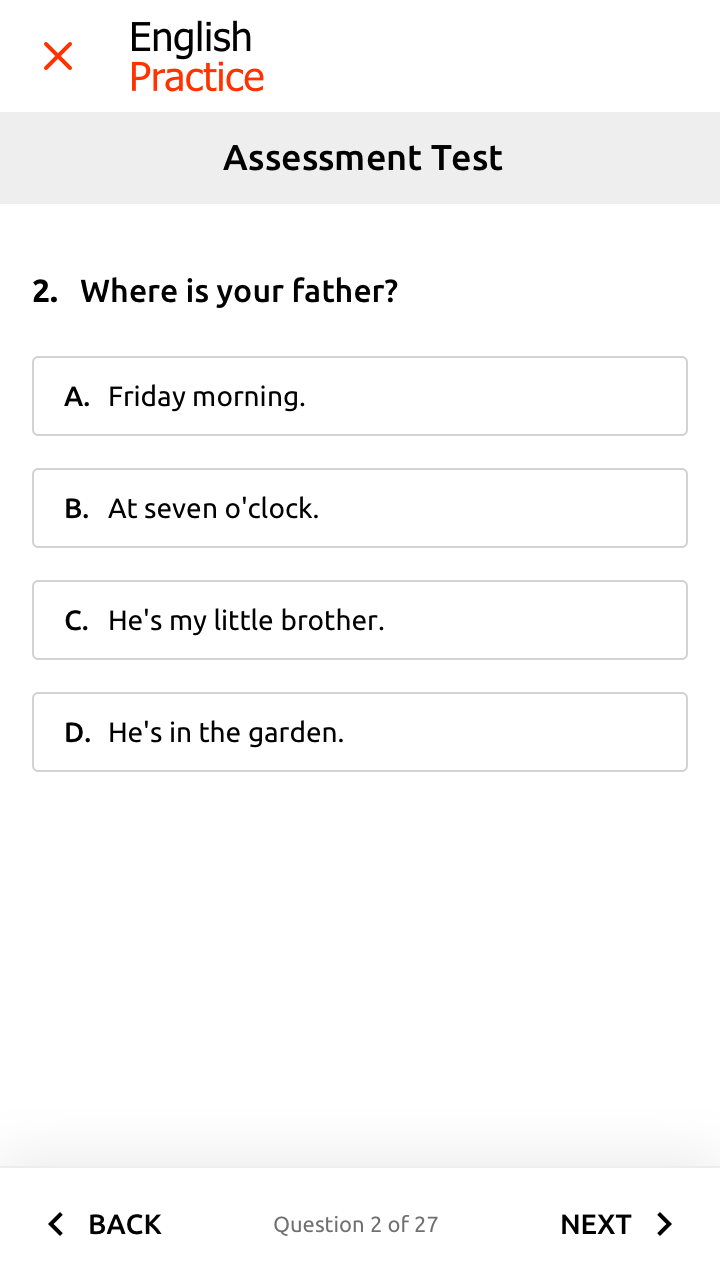 English
Practice
Assessment Test
2. Where is your father?
A. Friday morning.
B. At seven o'clock.
C. He's my little brother.
D. He's in the garden.
BACK
Question 2 of 27
NEXT